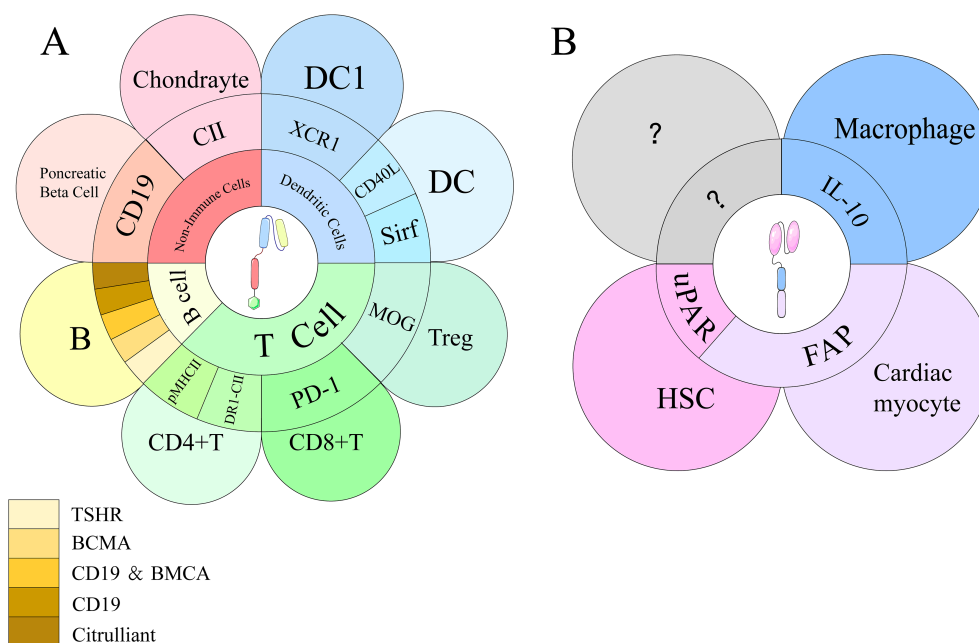 A
B
Chondrayte
DC1
CII
XCR1
Poncreatic
Beta Cell
CD19
Non-Immune Cells
Dendritic Cells
CD40L
DC
Sirf
B
B cell
T Cell
MOG
Treg
pMHCII
DR1-CII
PD-1
CD4+T
CD8+T
TSHR
BCMA
CD19 & BMCA
CD19
Citrulliant
?
?
Macrophage
IL-10
uPAR
FAP
HSC
Cardiac
myocyte